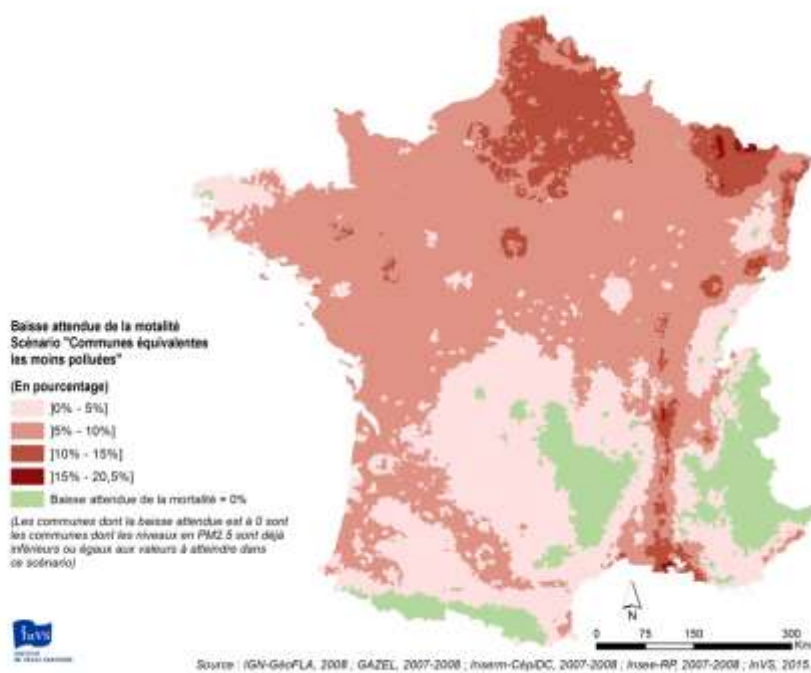 Baisse attendue de la motalité
Scénario "Communes équivalentes
les moins polluées"
(En pourcentage)
]0% - 5%]
]5% - 10%]
]10% - 15%]
]15% - 20,5%]
Baisse attendue de la mortalité = 0%
(Les communes dont la baisse attendue est à 0 sont
les communes dont les niveaux en PM2.5 sont déjà
inférieurs ou égaux aux valeurs à atteindre dans
ce scénario)
InVS
INSTITUT
DE VEILLE SANITAIRE
N
0 75 150 300
Km
Source : IGN-GéoFLA, 2008 ; GAZEL, 2007-2008 ; Inserm-CépiDC, 2007-2008 ; Insee-RP, 2007-2008 ; InVS, 2015.